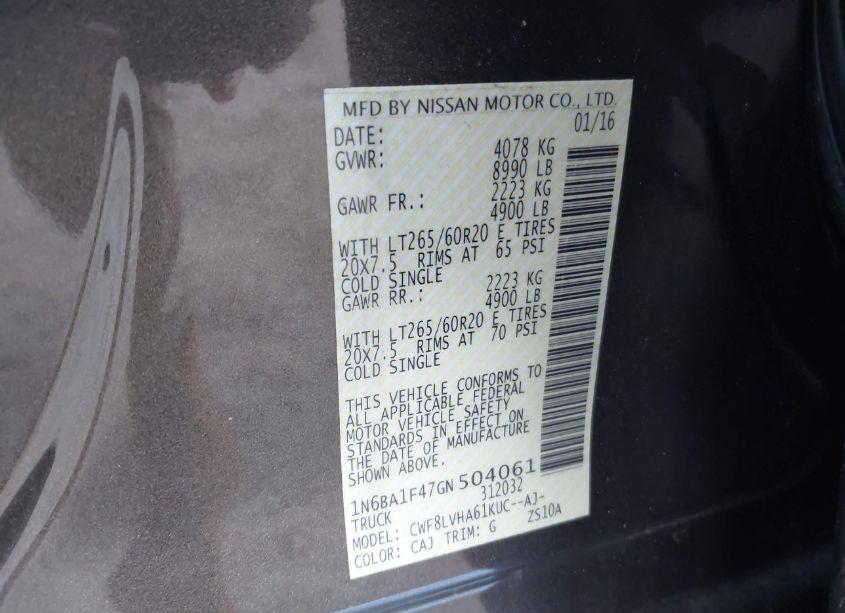 MFD BY NISSAN MOTOR CO., LTD.
DATE: 01/16
GVWR: 4078 KG
8990 LB
GAWR FR.: 2223 KG
4900 LB
WITH LT265/60R20 E TIRES
20X7.5 RIMS AT 65 PSI
COLD SINGLE
GAWR RR.: 2223 KG
4900 LB
WITH LT265/60R20 E TIRES
20X7.5 RIMS AT 70 PSI
COLD SINGLE
THIS VEHICLE CONFORMS TO
ALL APPLICABLE FEDERAL
MOTOR VEHICLE SAFETY
STANDARDS IN EFFECT ON
THE DATE OF MANUFACTURE
SHOWN ABOVE.
1N6BA1F47GN504061
TRUCK 312032
MODEL: CWF8LVHA61KUC--AJ-
COLOR: CAJ TRIM: G ZS10A